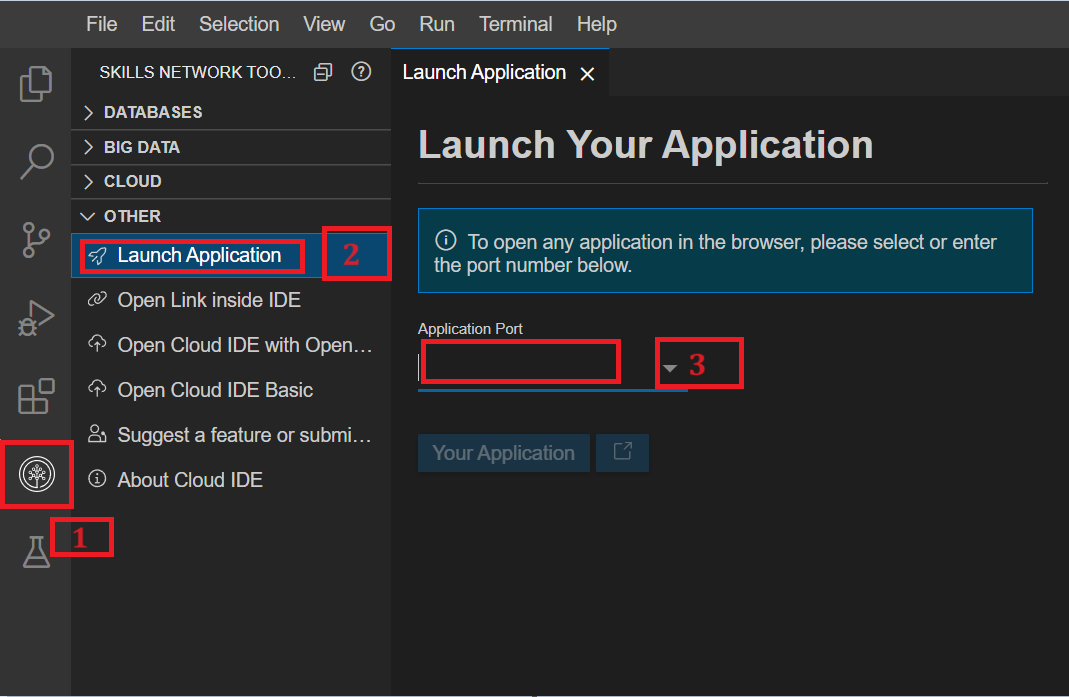 File Edit Selection View Go Run Terminal Help
SKILLS NETWORK TOO...
DATABASES
BIG DATA
CLOUD
OTHER
Launch Application
2
Open Link inside IDE
Open Cloud IDE with Open...
Open Cloud IDE Basic
Suggest a feature or submi...
About Cloud IDE
1
Launch Application
Launch Your Application
To open any application in the browser, please select or enter
the port number below.
Application Port
3
Your Application